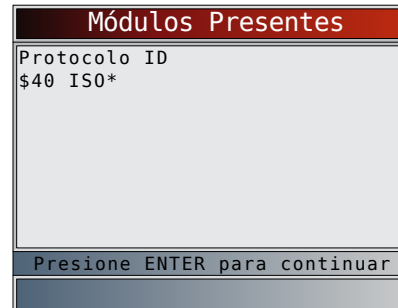 Módulos Presentes
Protocolo ID
$40 ISO*
Presione ENTER para continuar